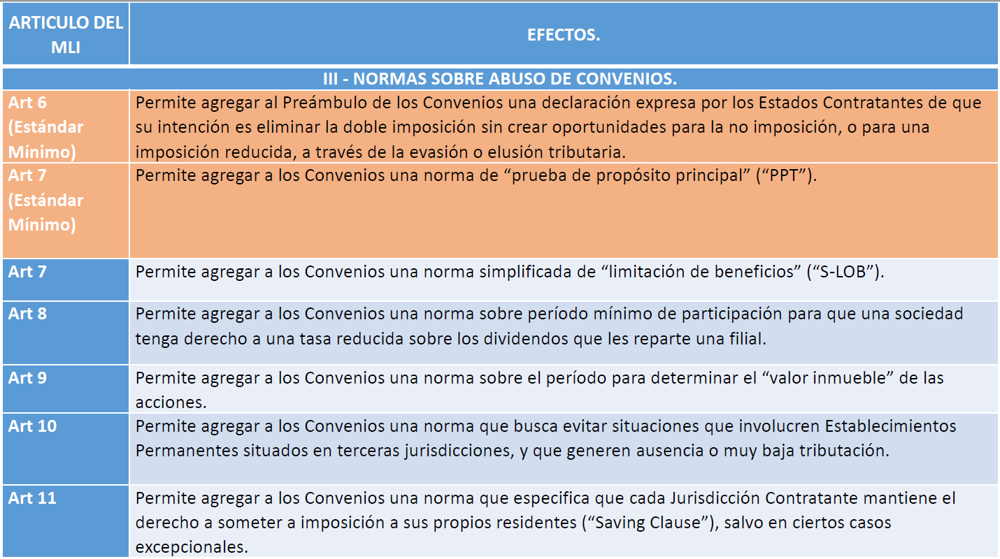 ARTICULO DEL
MLI
EFECTOS.
III - NORMAS SOBRE ABUSO DE CONVENIOS.
Art 6
(Estándar
Mínimo)
Permite agregar al Preámbulo de los Convenios una declaración expresa por los Estados Contratantes de que
su intención es eliminar la doble imposición sin crear oportunidades para la no imposición, o para una
imposición reducida, a través de la evasión o elusión tributaria.
Art 7
(Estándar
Mínimo)
Permite agregar a los Convenios una norma de “prueba de propósito principal” (“PPT”).
Art 7
Permite agregar a los Convenios una norma simplificada de “limitación de beneficios” (“S-LOB”).
Art 8
Permite agregar a los Convenios una norma sobre período mínimo de participación para que una sociedad
tenga derecho a una tasa reducida sobre los dividendos que les reparte una filial.
Art 9
Permite agregar a los Convenios una norma sobre el período para determinar el “valor inmueble” de las
acciones.
Art 10
Permite agregar a los Convenios una norma que busca evitar situaciones que involucren Establecimientos
Permanentes situados en terceras jurisdicciones, y que generen ausencia o muy baja tributación.
Art 11
Permite agregar a los Convenios una norma que especifica que cada Jurisdicción Contratante mantiene el
derecho a someter a imposición a sus propios residentes (“Saving Clause”), salvo en ciertos casos
excepcionales.